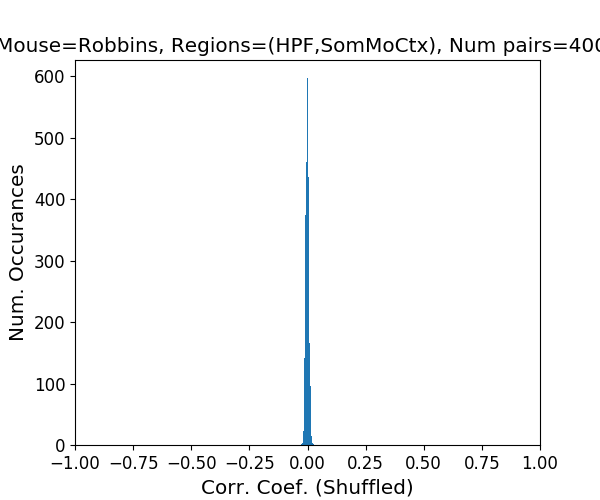 Mouse=Robbins, Regions=(HPF,SomMoCtx), Num pairs=400
600
500
400
300
200
100
0
Num. Occurances
−1.00 −0.75 −0.50 −0.25 0.00 0.25 0.50 0.75 1.00
Corr. Coef. (Shuffled)